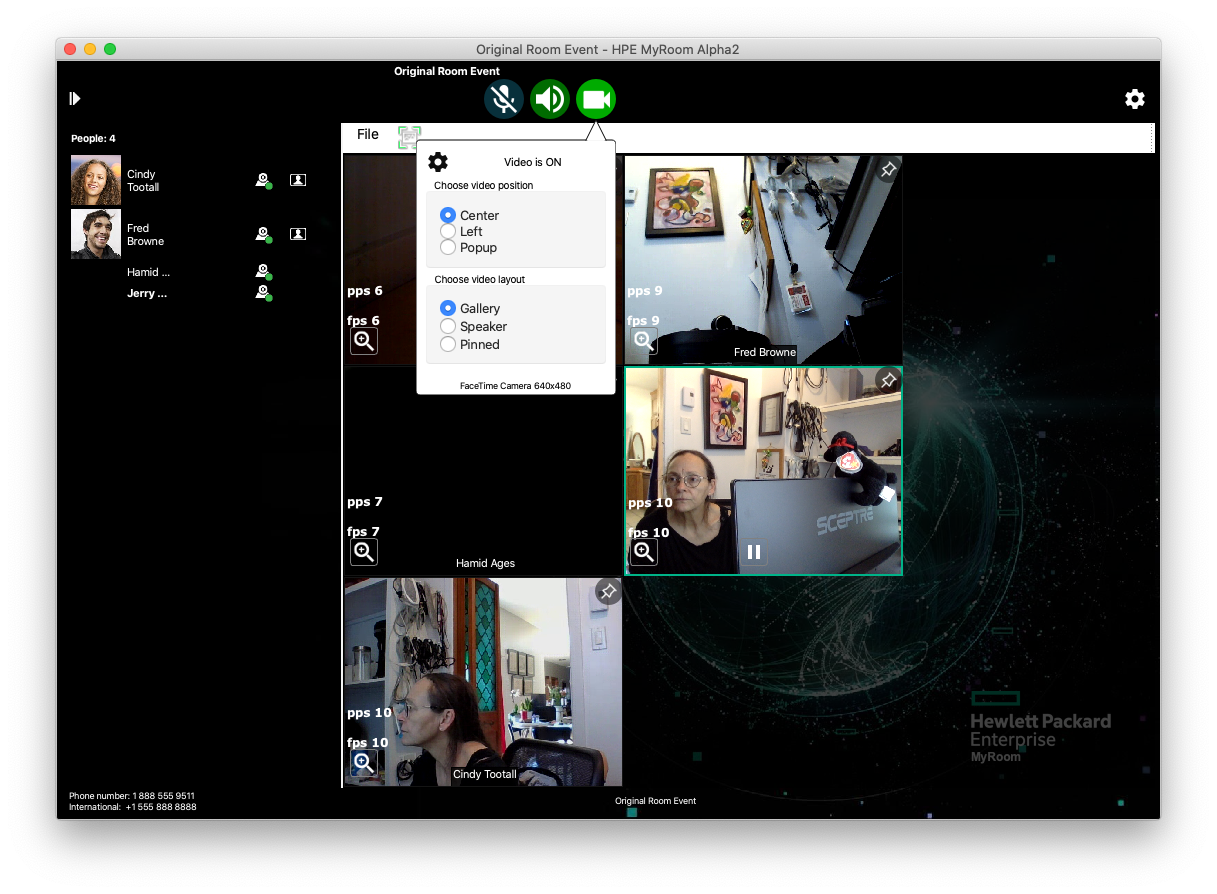 Original Room Event - HPE MyRoom Alpha2
Original Room Event
People: 4
Cindy
Tootall
Fred
Browne
Hamid ...
Jerry ...
File
Video is ON
Choose video position
Center
Left
Popup
Choose video layout
Gallery
Speaker
Pinned
FaceTime Camera 640x480
pps 6
fps 6
pps 9
fps 9
Fred Browne
pps 7
fps 7
Hamid Ages
pps 10
fps 10
SCEPTRE
pps 10
fps 10
Cindy Tootall
Hewlett Packard
Enterprise
MyRoom
Phone number: 1 888 555 9511
International: +1 555 888 8888
Original Room Event